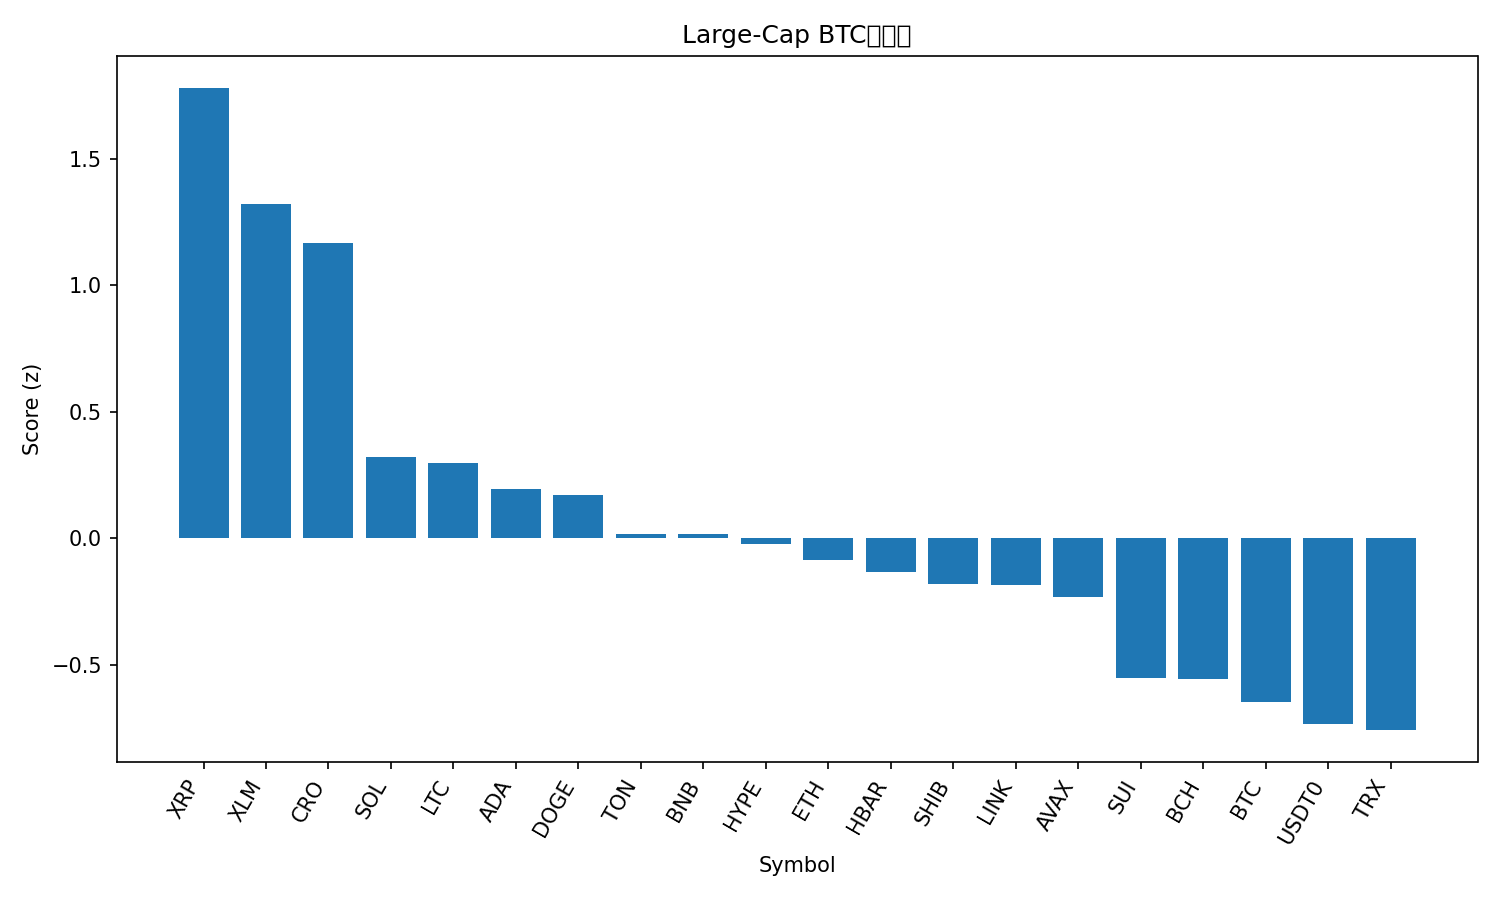 Large-Cap BTC
1.5
1.0
0.5
0.0
−0.5
Score (z)
XRP
XLM
CRO
SOL
LTC
ADA
DOGE
TON
BNB
HYPE
ETH
HBAR
SHIB
LINK
AVAX
SUI
BCH
BTC
USDT0
TRX
Symbol